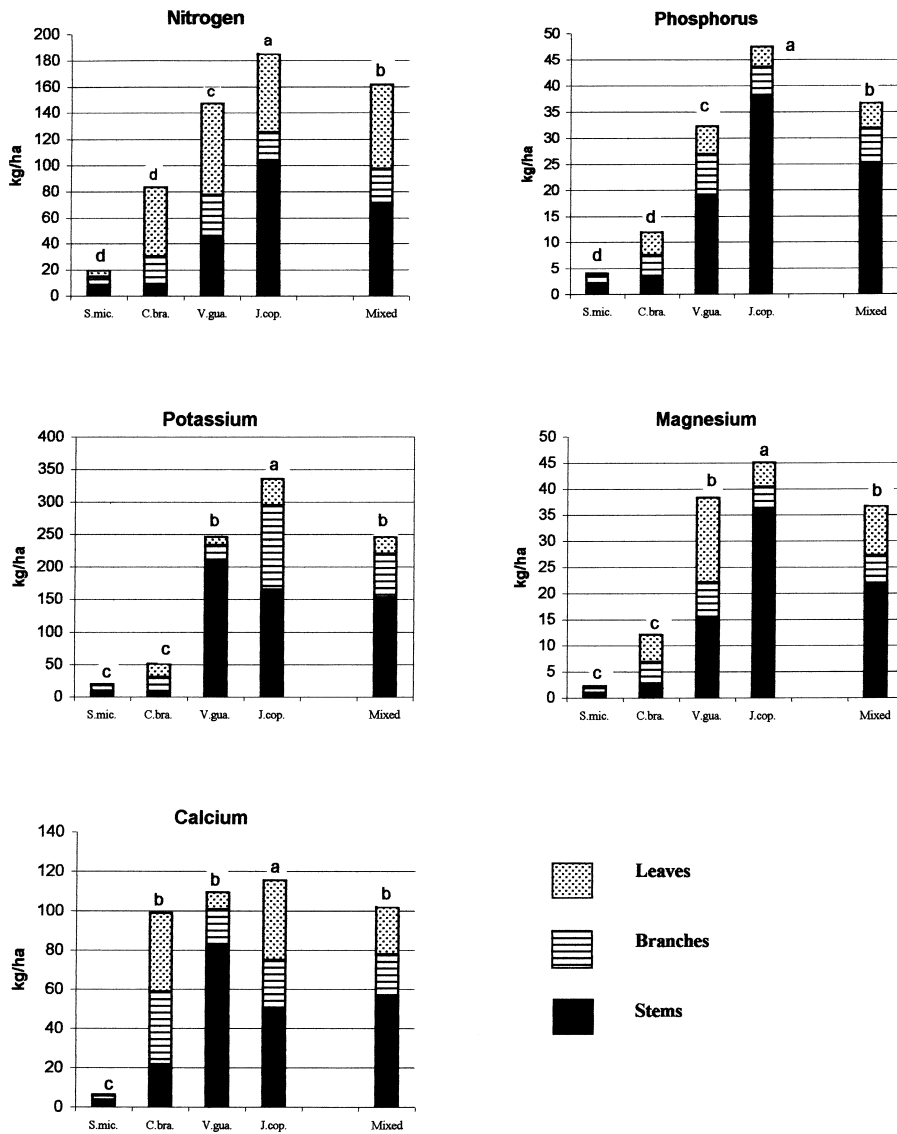 Nitrogen
200
180
160
140
120
100
80
60
40
20
0
kg/ha
d
d
c
a
b
S.mic.
C.bra.
V.gua.
J.cop.
Mixed
Phosphorus
50
45
40
35
30
25
20
15
10
5
0
kg/ha
d
d
c
a
b
S.mic.
C.bra.
V.gua.
J.cop.
Mixed
Potassium
400
350
300
250
200
150
100
50
0
kg/ha
c
c
b
a
b
S.mic.
C.bra.
V.gua.
J.cop.
Mixed
Magnesium
50
45
40
35
30
25
20
15
10
5
0
kg/ha
c
c
b
a
b
S.mic.
C.bra.
V.gua.
J.cop.
Mixed
Calcium
140
120
100
80
60
40
20
0
kg/ha
c
b
b
a
b
S.mic.
C.bra.
V.gua.
J.cop.
Mixed
Leaves
Branches
Stems